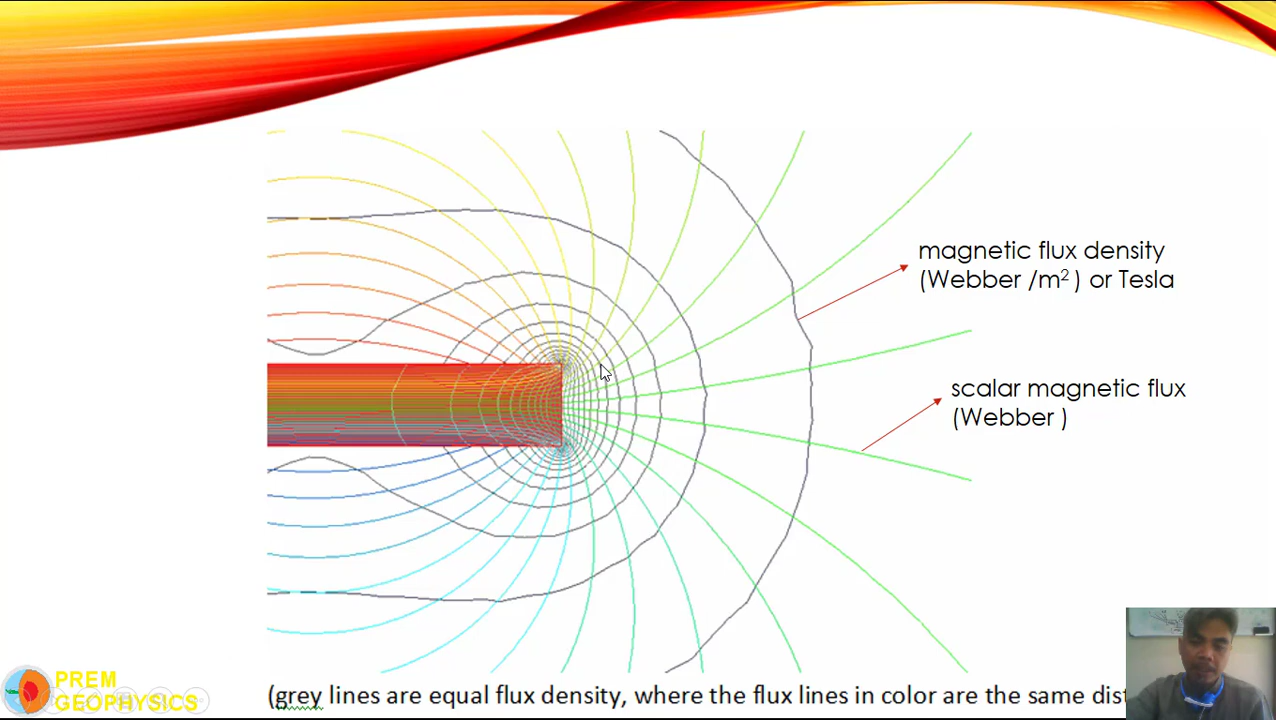 magnetic flux density
(Webber /m² ) or Tesla
scalar magnetic flux
(Webber )
(grey lines are equal flux density, where the flux lines in color are the same
PREM
GEOPHYSICS